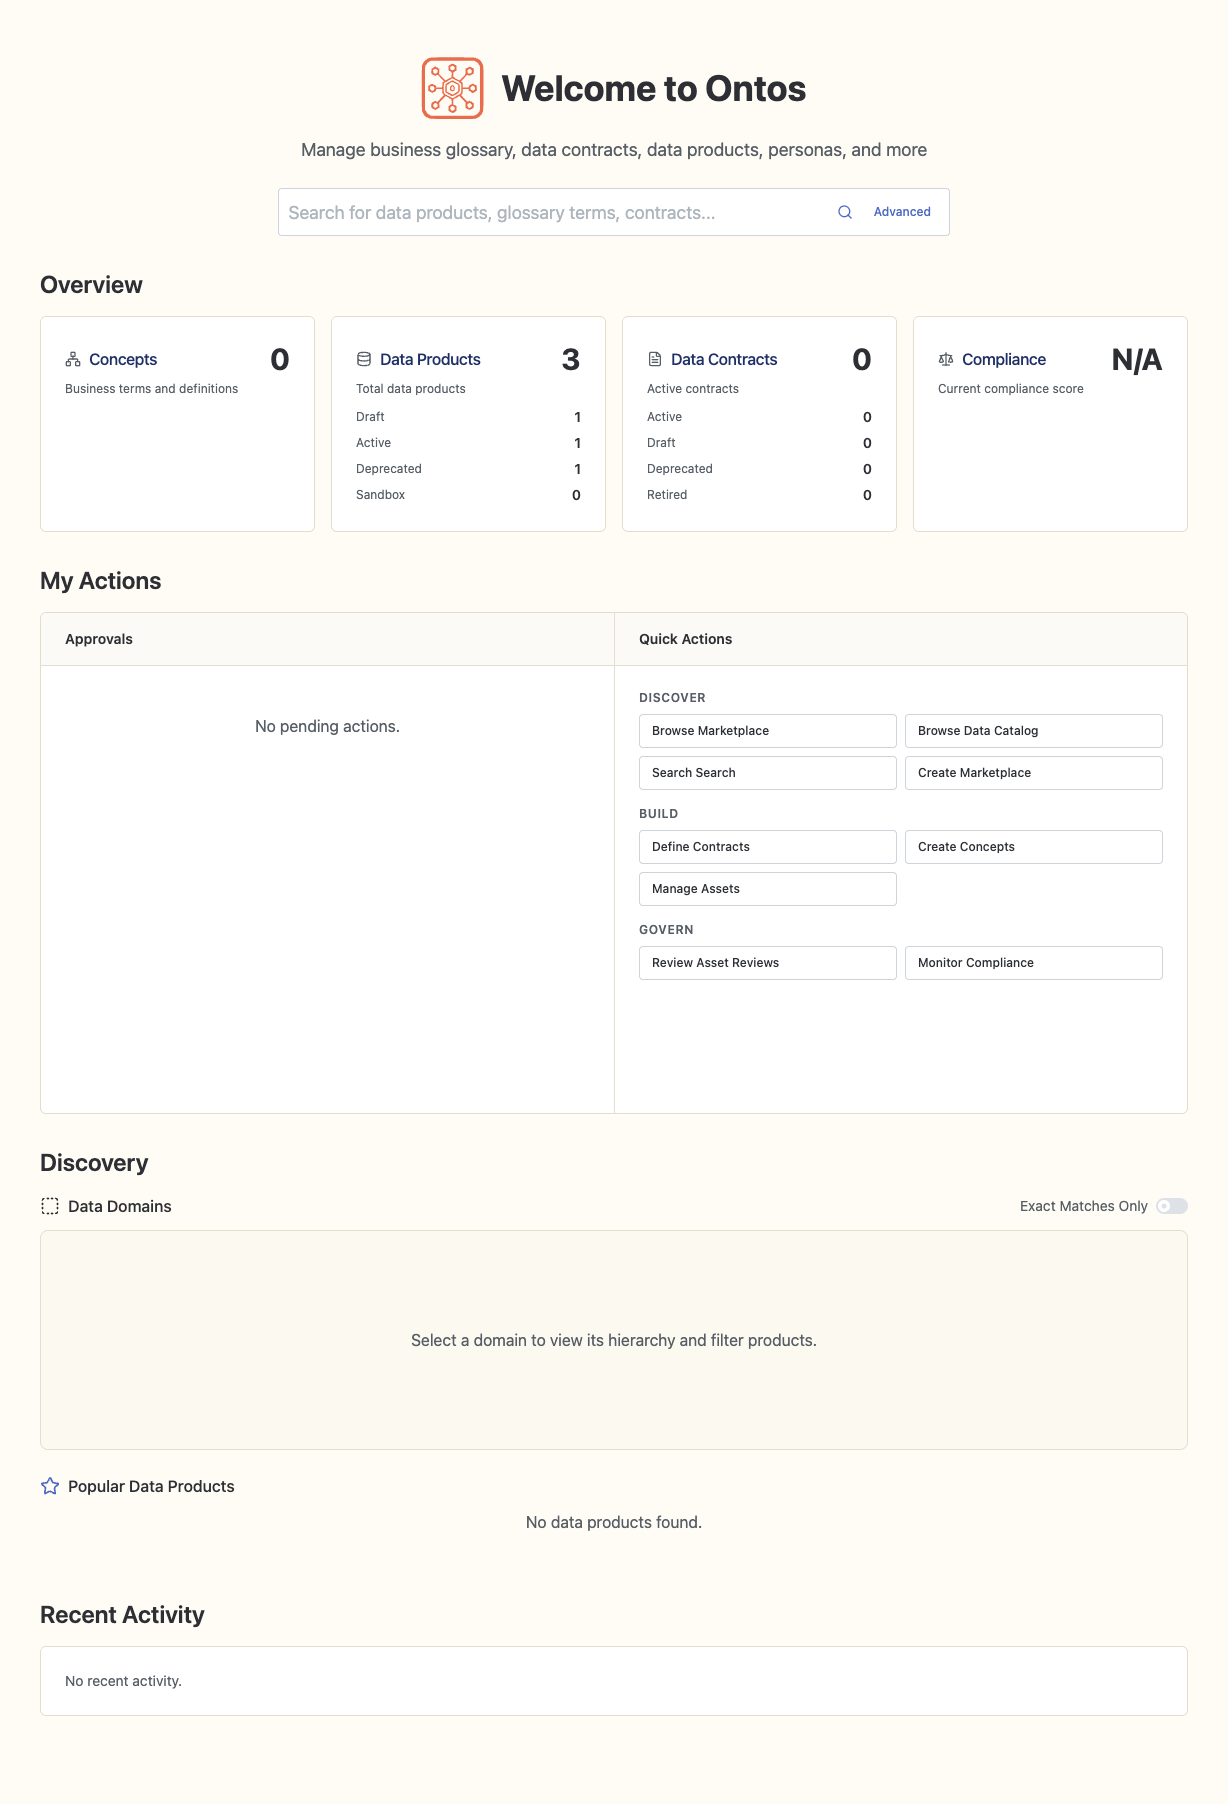 Welcome to Ontos
Manage business glossary, data contracts, data products, personas, and more
Search for data products, glossary terms, contracts...
Advanced
Overview
Concepts 0
Business terms and definitions
Data Products 3
Total data products
Draft 1
Active 1
Deprecated 1
Sandbox 0
Data Contracts 0
Active contracts
Active 0
Draft 0
Deprecated 0
Retired 0
Compliance N/A
Current compliance score
My Actions
Approvals
No pending actions.
Quick Actions
DISCOVER
Browse Marketplace
Browse Data Catalog
Search Search
Create Marketplace
BUILD
Define Contracts
Create Concepts
Manage Assets
GOVERN
Review Asset Reviews
Monitor Compliance
Discovery
Data Domains
Exact Matches Only
Select a domain to view its hierarchy and filter products.
Popular Data Products
No data products found.
Recent Activity
No recent activity.